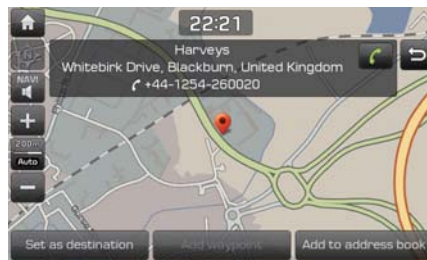 22:21
Harveys
Whitebirk Drive, Blackburn, United Kingdom
+44-1254-260020
NAVI
200m
Auto
Set as destination
Add waypoint
Add to address book